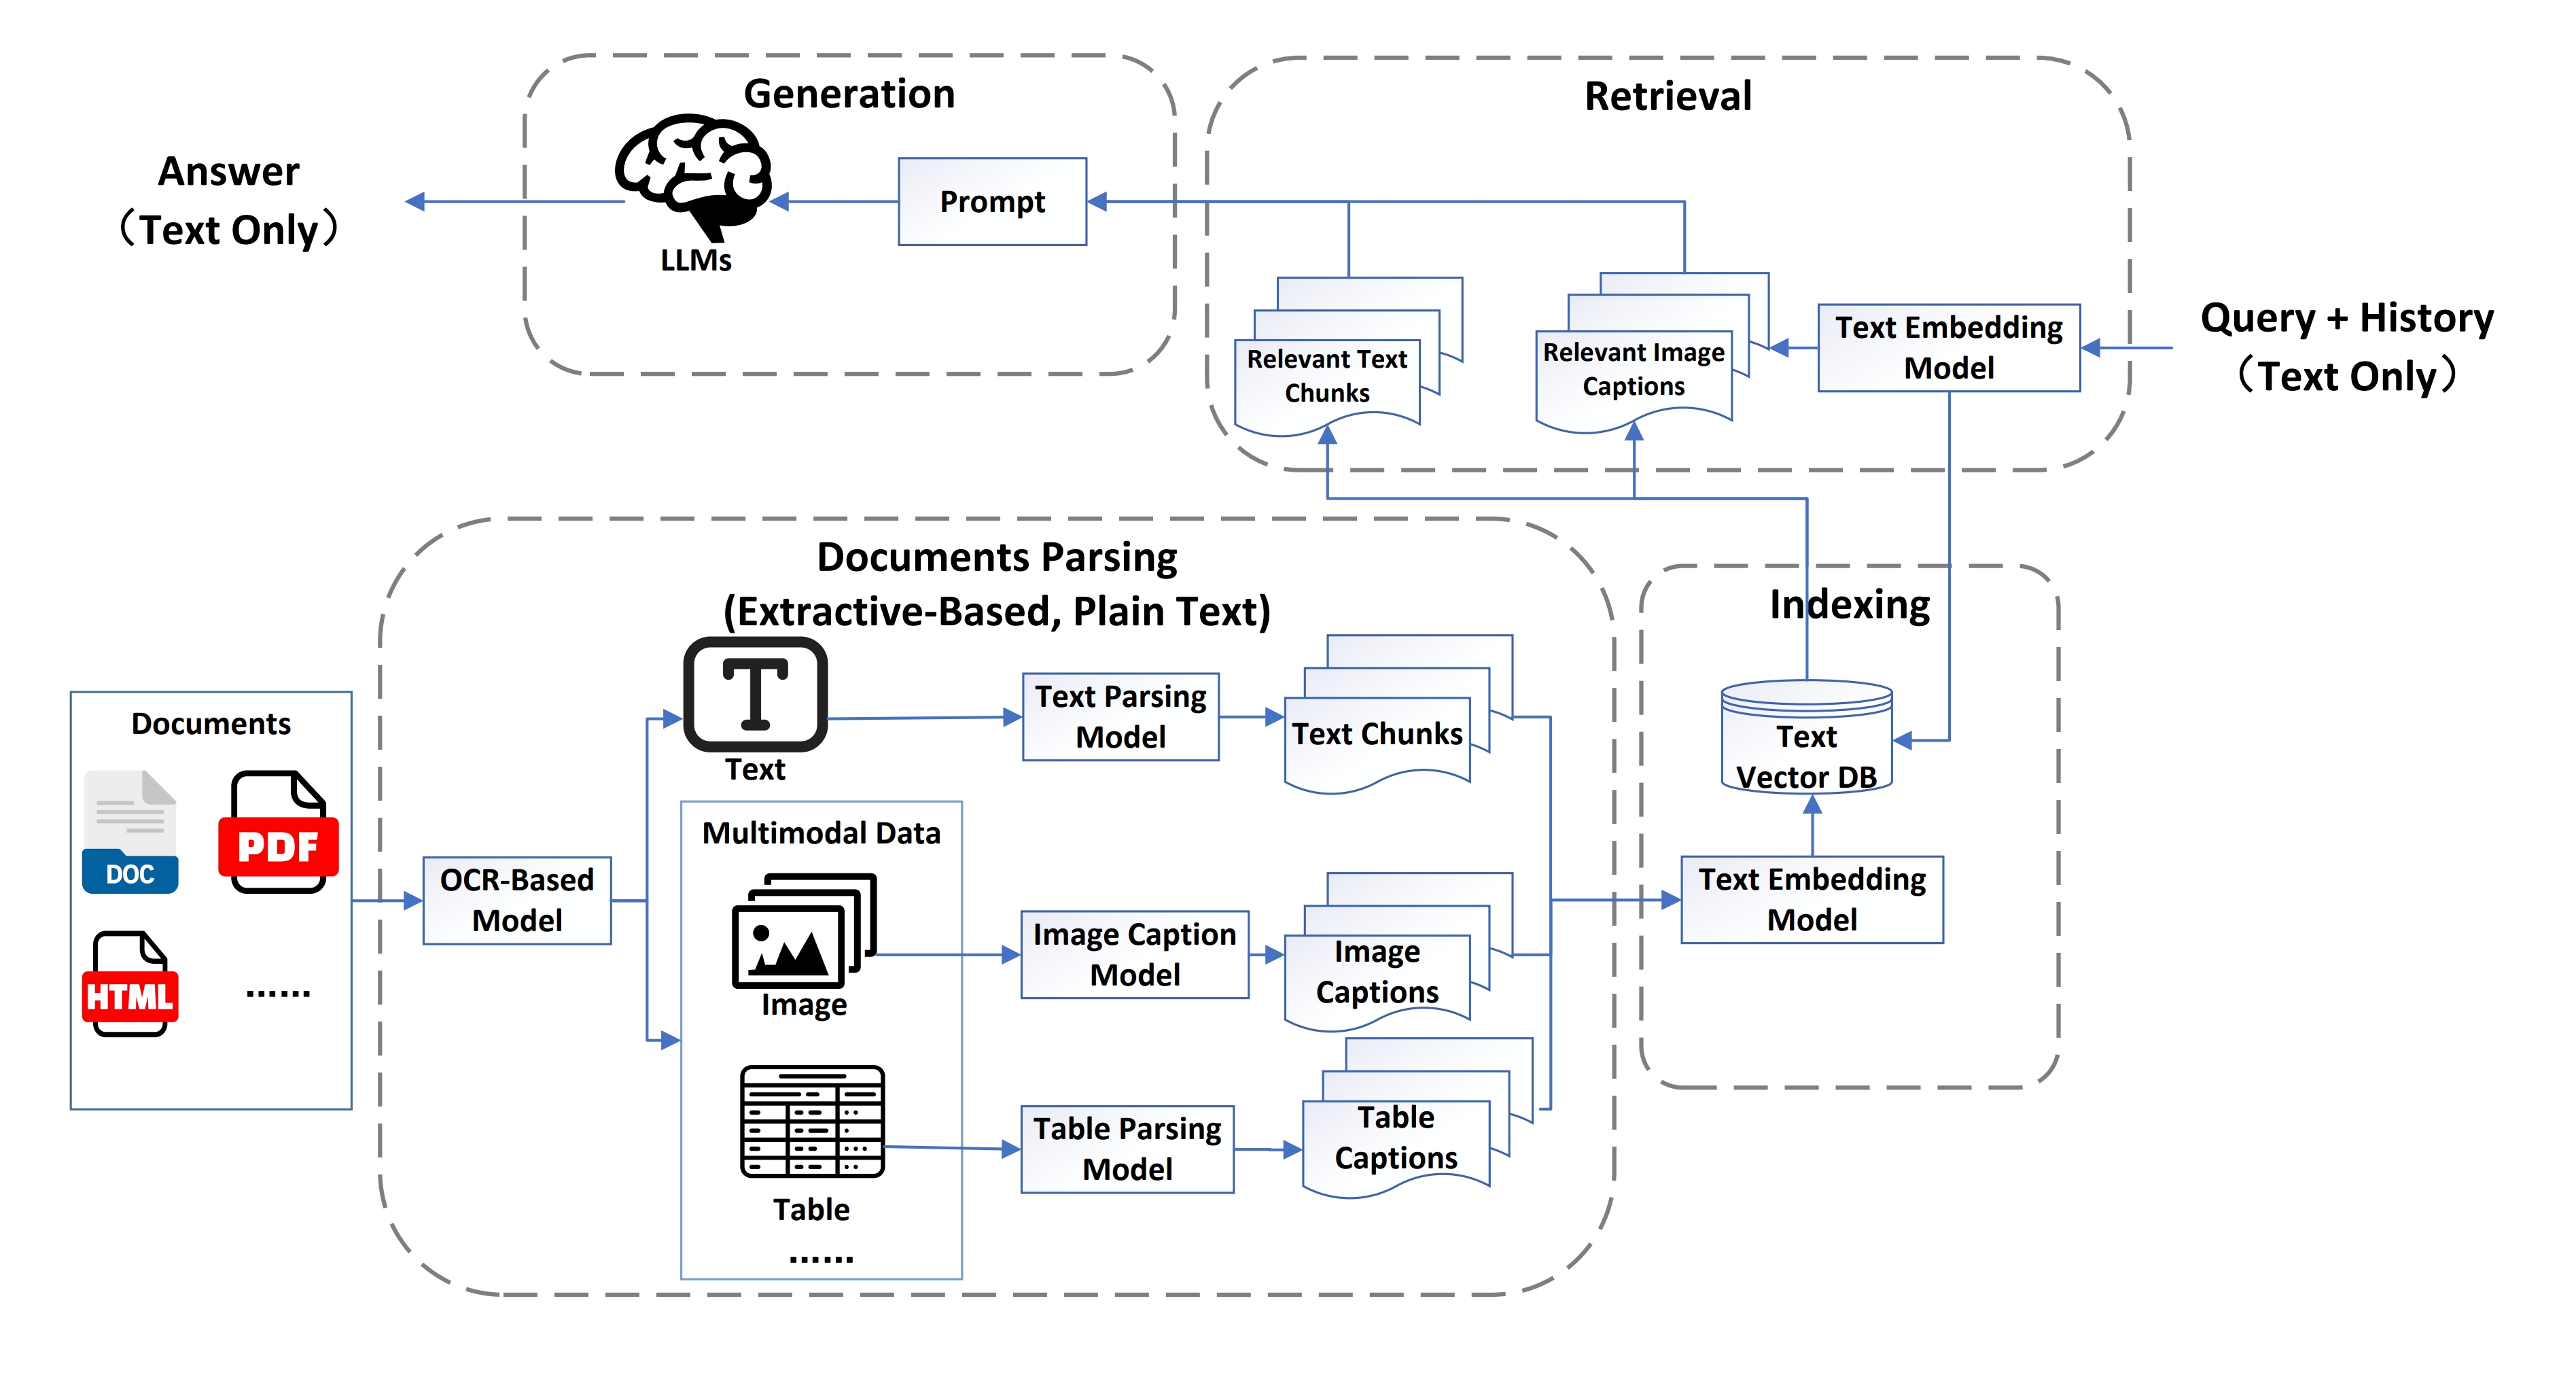 Generation
LLMs
Prompt
Answer
（Text Only）
Retrieval
Relevant Text
Chunks
Relevant Image
Captions
Text Embedding
Model
Query + History
（Text Only）
Documents Parsing
(Extractive-Based, Plain Text)
Documents
DOC
PDF
HTML
......
OCR-Based
Model
Text
Multimodal Data
Image
Table
......
Text Parsing
Model
Text Chunks
Image Caption
Model
Image
Captions
Table Parsing
Model
Table
Captions
Indexing
Text
Vector DB
Text Embedding
Model